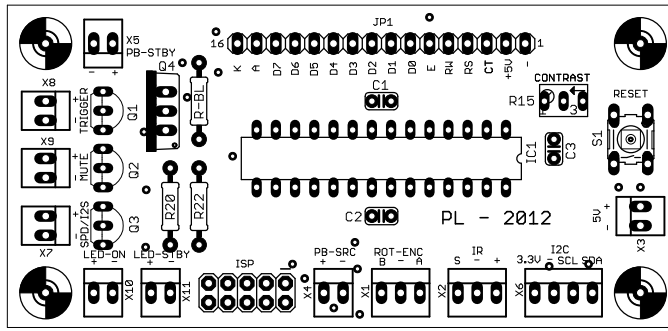 X5
PB-STBY
- +
Q4
JP1
16
1
K A D7 D6 D5 D4 D3 D2 D1 D0 E RW RS CT +5V -
X8
+
-
TRIGGER
Q1
R-BL
C1
CONTRAST
R15
1 3
RESET
S1
X9
+
-
MUTE
Q2
IC1
C3
R20
R22
C2
PL - 2012
5V
+
-
X3
X7
+
-
SPD/I2S
Q3
LED-ON
+ -
X10
LED-STBY
+ -
X11
ISP
PB-SRC
+ -
X4
ROT-ENC
B - A
X1
IR
S - +
X2
I2C
3.3V - SCL SDA
X6